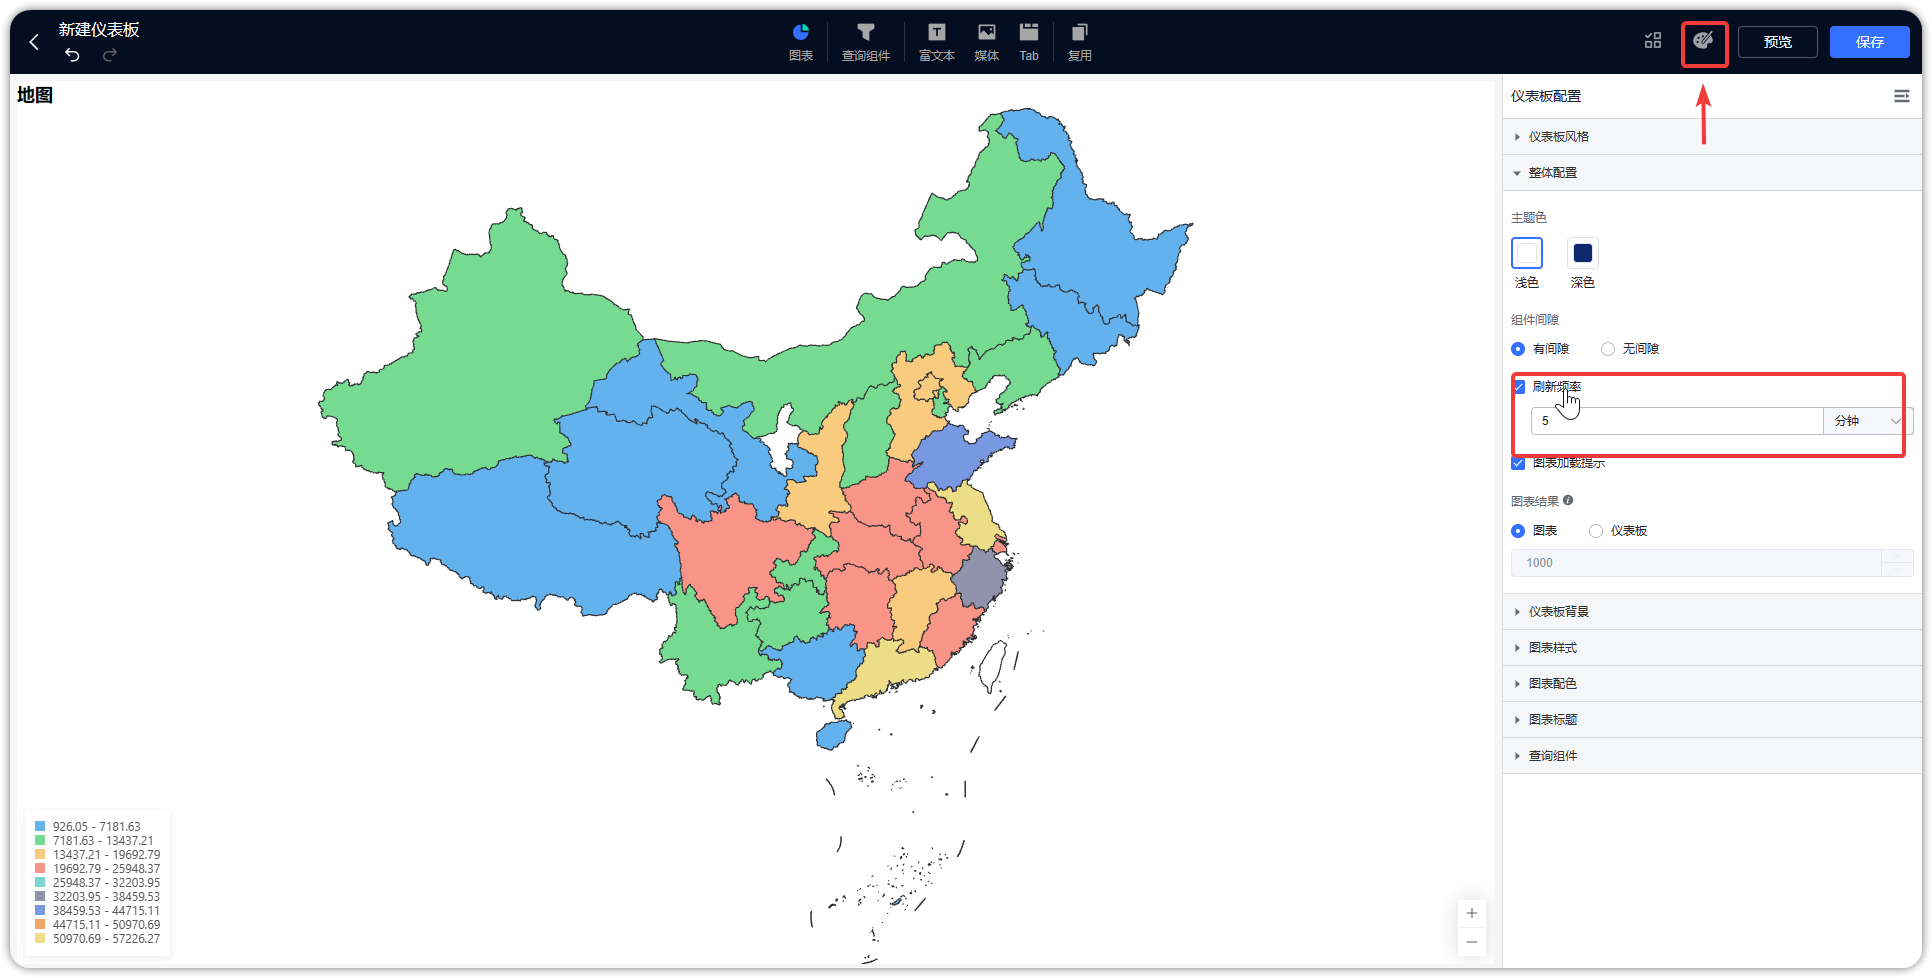 新建仪表板
图表
查询组件
富文本
媒体
Tab
复用
预览
保存
地图
仪表板配置
仪表板风格
整体配置
主题色
浅色
深色
组件间隙
有间隙
无间隙
刷新频率
5
分钟
图表加载提示
图表结果
图表
仪表板
1000
仪表板背景
图表样式
图表配色
图表标题
查询组件
926.05 - 7181.63
7181.63 - 13437.21
13437.21 - 19692.79
19692.79 - 25948.37
25948.37 - 32203.95
32203.95 - 38459.53
38459.53 - 44715.11
44715.11 - 50970.69
50970.69 - 57226.27